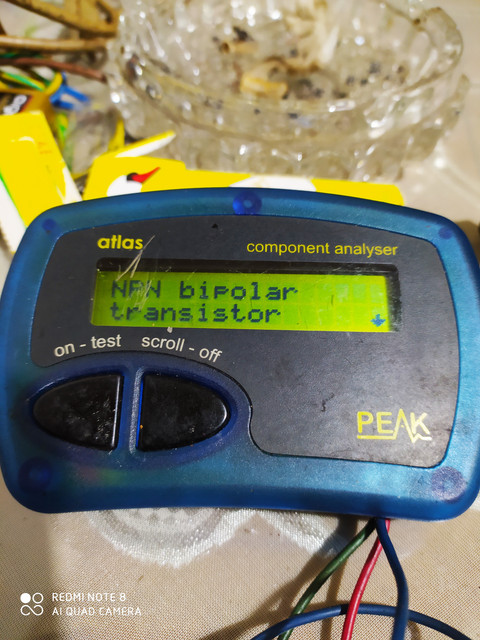 atlas
component analyser
NPN bipolar
transistor
on - test scroll - off
PEAK
REDMI NOTE 8
AI QUAD CAMERA